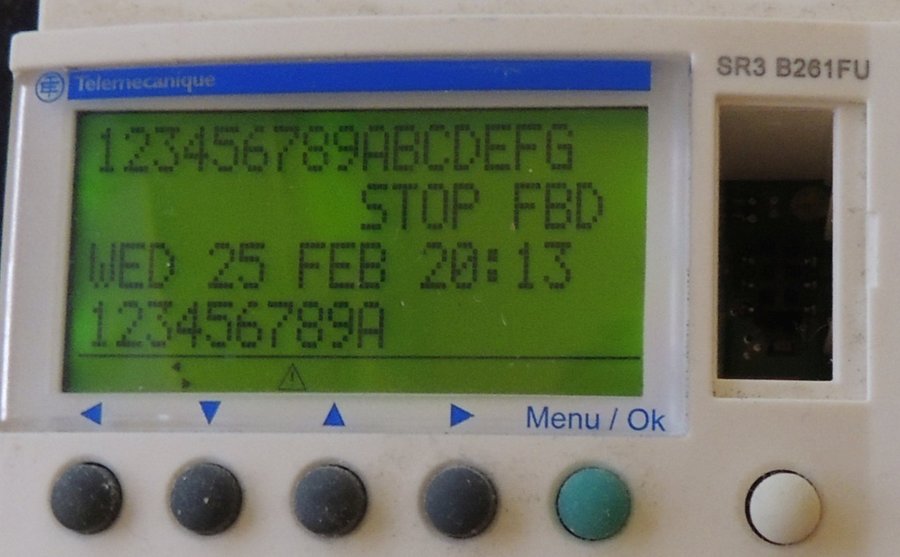 Telemecanique
SR3 B261FU
123456789ABCDEFG
STOP FBD
WED 25 FEB 20:13
123456789A
Menu / Ok